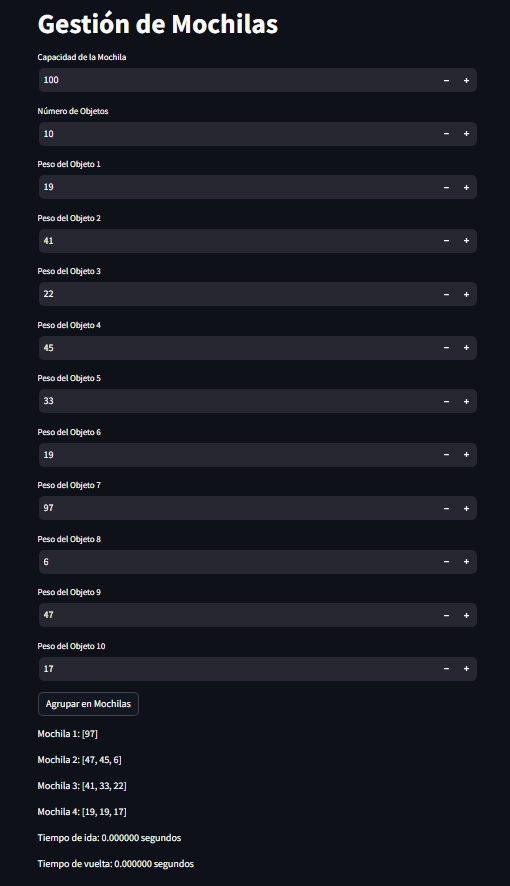 Gestión de Mochilas
Capacidad de la Mochila
100
Número de Objetos
10
Peso del Objeto 1
19
Peso del Objeto 2
41
Peso del Objeto 3
22
Peso del Objeto 4
45
Peso del Objeto 5
33
Peso del Objeto 6
19
Peso del Objeto 7
97
Peso del Objeto 8
6
Peso del Objeto 9
47
Peso del Objeto 10
17
Agrupar en Mochilas
Mochila 1: [97]
Mochila 2: [47, 45, 6]
Mochila 3: [41, 33, 22]
Mochila 4: [19, 19, 17]
Tiempo de ida: 0.000000 segundos
Tiempo de vuelta: 0.000000 segundos